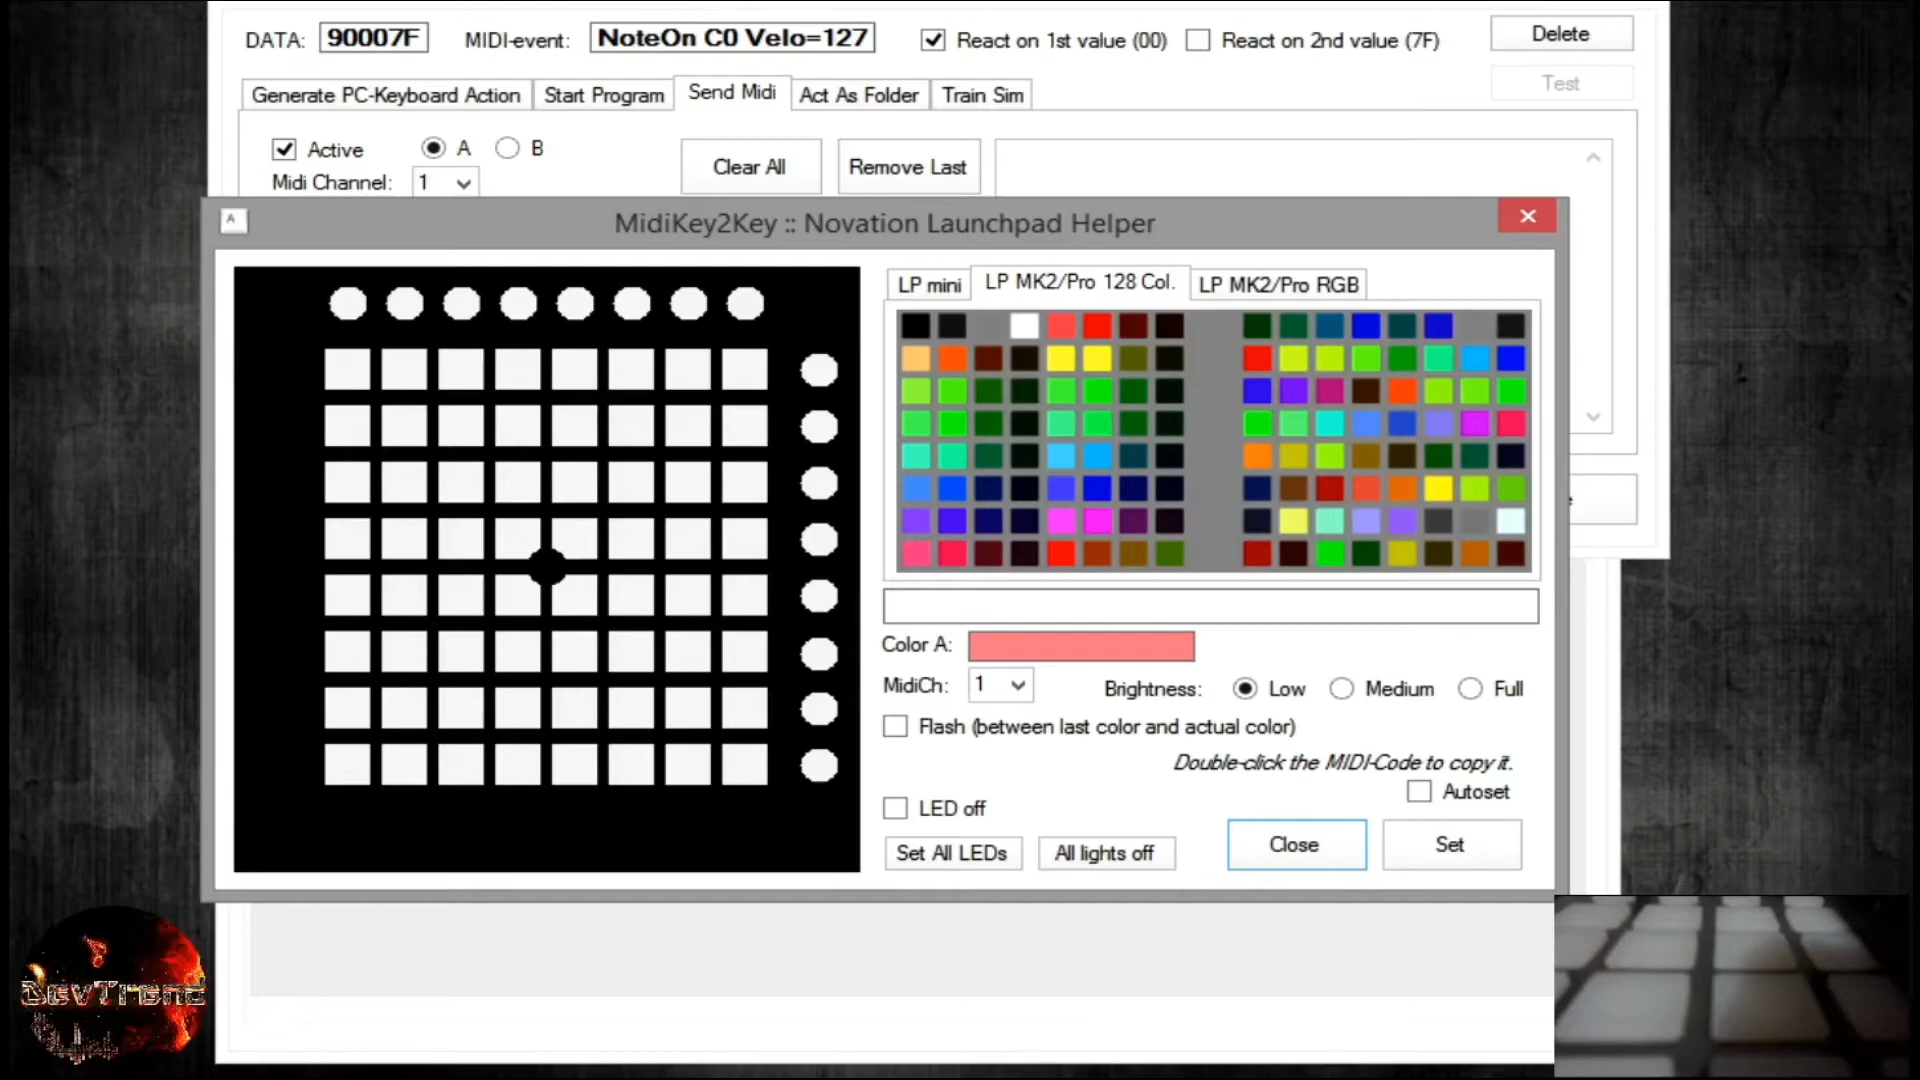 DATA: 90007F MIDI-event: NoteOn C0 Velo=127 React on 1st value (00) React on 2nd value (7F) Delete
Test
Generate PC-Keyboard Action Start Program Send Midi Act As Folder Train Sim
Active A B Clear All Remove Last
Midi Channel: 1
A MidiKey2Key :: Novation Launchpad Helper
LP mini LP MK2/Pro 128 Col. LP MK2/Pro RGB
Color A:
MidiCh: 1 Brightness: Low Medium Full
Flash (between last color and actual color)
Double-click the MIDI-Code to copy it.
Autoset
LED off
Set All LEDs All lights off Close Set
DevTrend